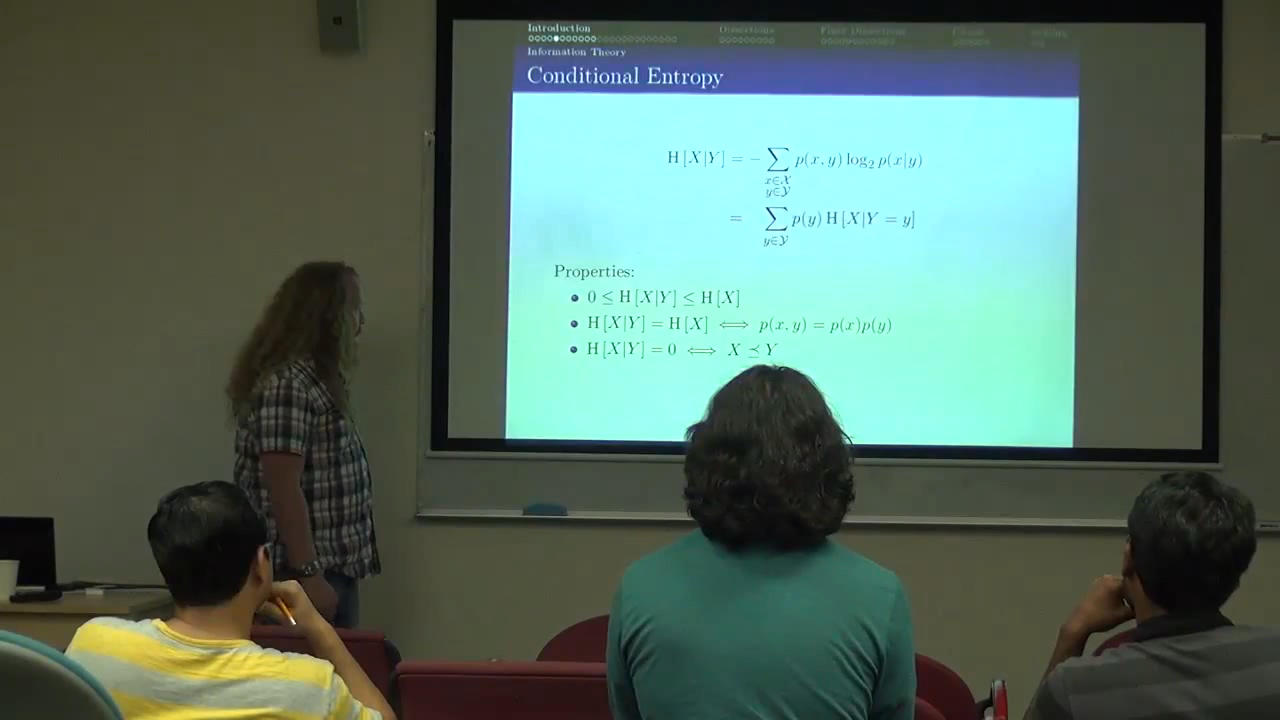 Introduction
Information Theory
Conditional Entropy
H [X|Y] = − ∑ p(x, y) log₂ p(x|y)
x∈𝒳
y∈𝒴
= ∑ p(y) H [X|Y = y]
y∈𝒴
Properties:
0 ≤ H [X|Y] ≤ H [X]
H [X|Y] = H [X] ⟺ p(x, y) = p(x)p(y)
H [X|Y] = 0 ⟺ X ⪯ Y